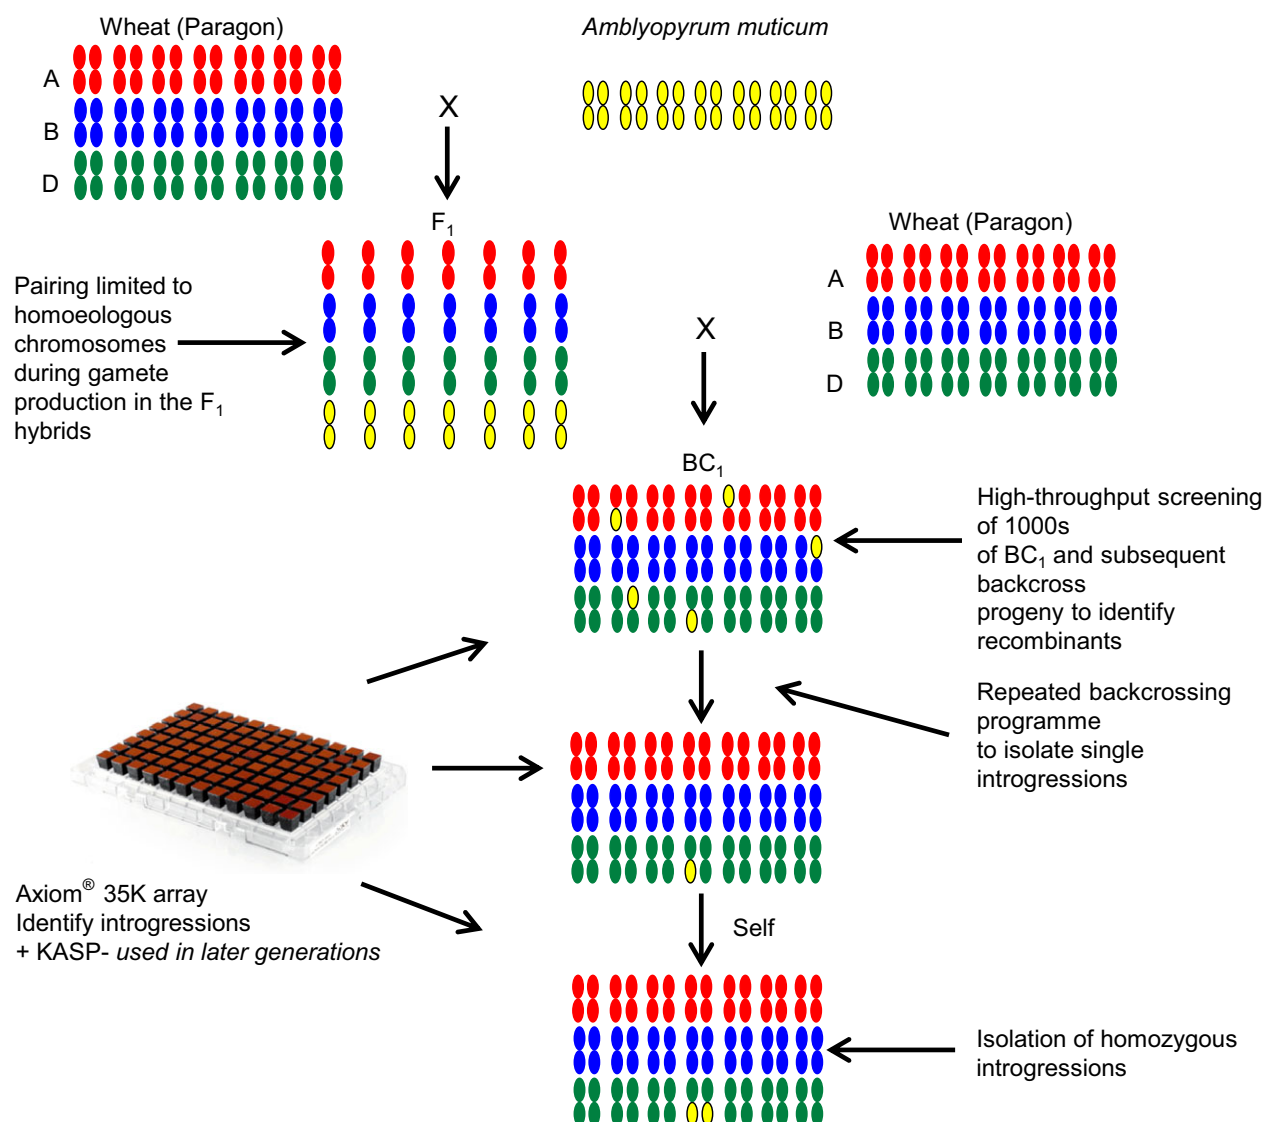 Wheat (Paragon)
Amblyopyrum muticum
A
B
D
X
F1
Wheat (Paragon)
A
B
D
Pairing limited to
homoeologous
chromosomes
during gamete
production in the F1
hybrids
X
BC1
High-throughput screening
of 1000s
of BC1 and subsequent
backcross
progeny to identify
recombinants
Repeated backcrossing
programme
to isolate single
introgressions
Axiom® 35K array
Identify introgressions
+ KASP- used in later generations
Self
Isolation of homozygous
introgressions